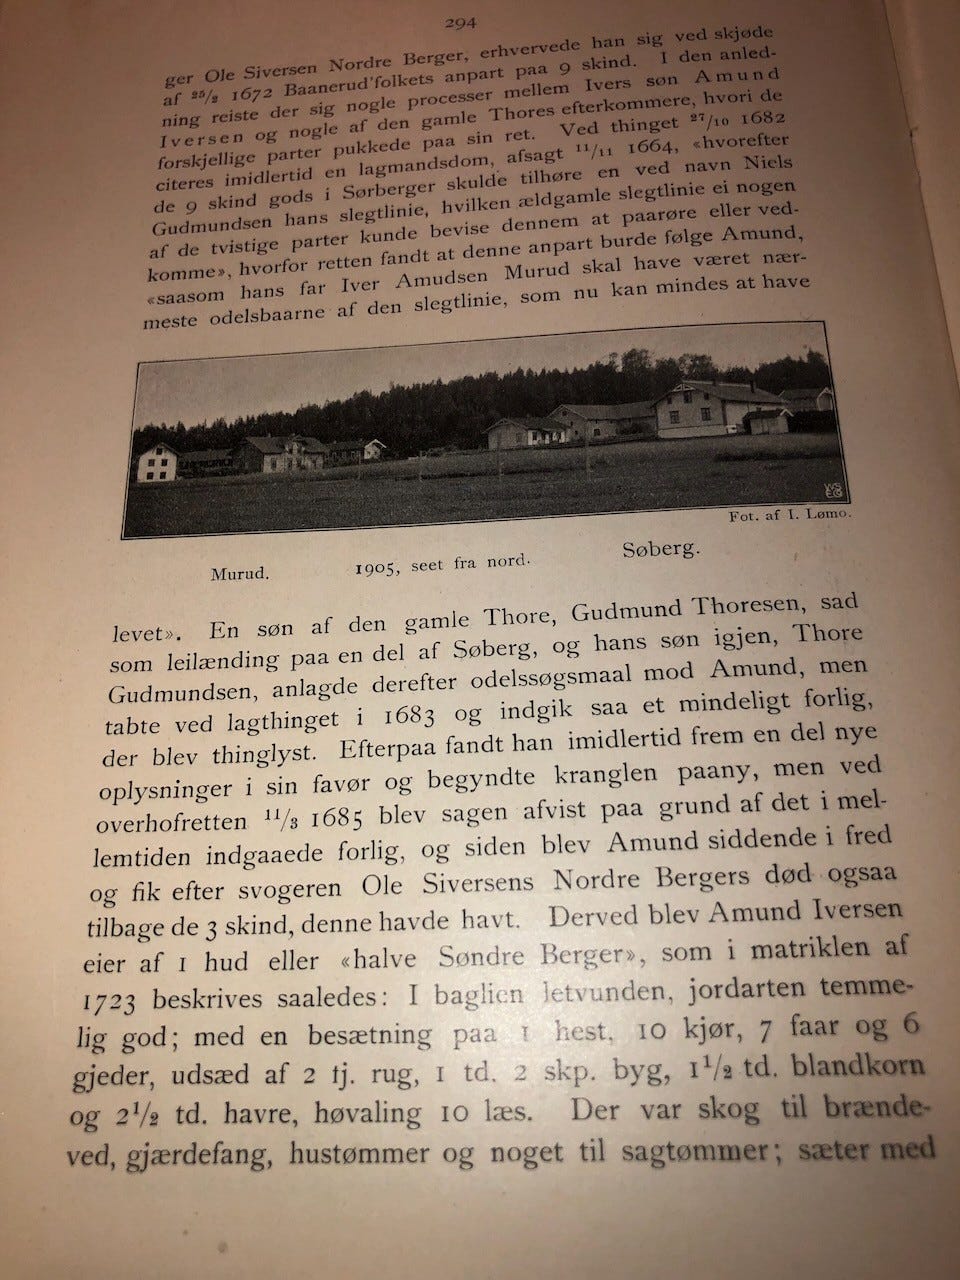 294
ger Ole Siversen Nordre Berger, erhvervede han sig ved skjøde
af 25/2 1672 Baanerud'folkets anpart paa 9 skind. I den anled-
ning reiste der sig nogle processer mellem Ivers søn Amund
Iversen og nogle af den gamle Thores efterkommere, hvori de
forskjellige parter pukkede paa sin ret. Ved thinget 27/10 1682
citeres imidlertid en lagmandsdom, afsagt 11/11 1664, «hvorefter
de 9 skind gods i Sørberger skulde tilhøre en ved navn Niels
Gudmundsen hans slegtlinie, hvilken ældgamle slegtlinie ei nogen
af de tvistige parter kunde bevise dennem at paarøre eller ved-
komme», hvorfor retten fandt at denne anpart burde følge Amund,
«saasom hans far Iver Amudsen Murud skal have været nær-
meste odelsbaarne af den slegtlinie, som nu kan mindes at have
Fot. af I. Lømo.
Murud. 1905, seet fra nord. Søberg.
levet». En søn af den gamle Thore, Gudmund Thoresen, sad
som leilænding paa en del af Søberg, og hans søn igjen, Thore
Gudmundsen, anlagde derefter odelssøgsmaal mod Amund, men
tabte ved lagthinget i 1683 og indgik saa et mindeligt forlig,
der blev thinglyst. Efterpaa fandt han imidlertid frem en del nye
oplysninger i sin favør og begyndte kranglen paany, men ved
overhofretten 11/3 1685 blev sagen afvist paa grund af det i mel-
lemtiden indgaaede forlig, og siden blev Amund siddende i fred
og fik efter svogeren Ole Siversens Nordre Bergers død ogsaa
tilbage de 3 skind, denne havde havt. Derved blev Amund Iversen
eier af 1 hud eller «halve Søndre Berger», som i matriklen af
1723 beskrives saaledes: I baglien letvunden, jordarten temme-
lig god; med en besætning paa 1 hest, 10 kjør, 7 faar og 6
gjeder, udsæd af 2 tj. rug, 1 td. 2 skp. byg, 1 1/2 td. blandkorn
og 2 1/2 td. havre, høvaling 10 læs. Der var skog til brænde-
ved, gjærdefang, hustømmer og noget til sagtømmer; sæter med